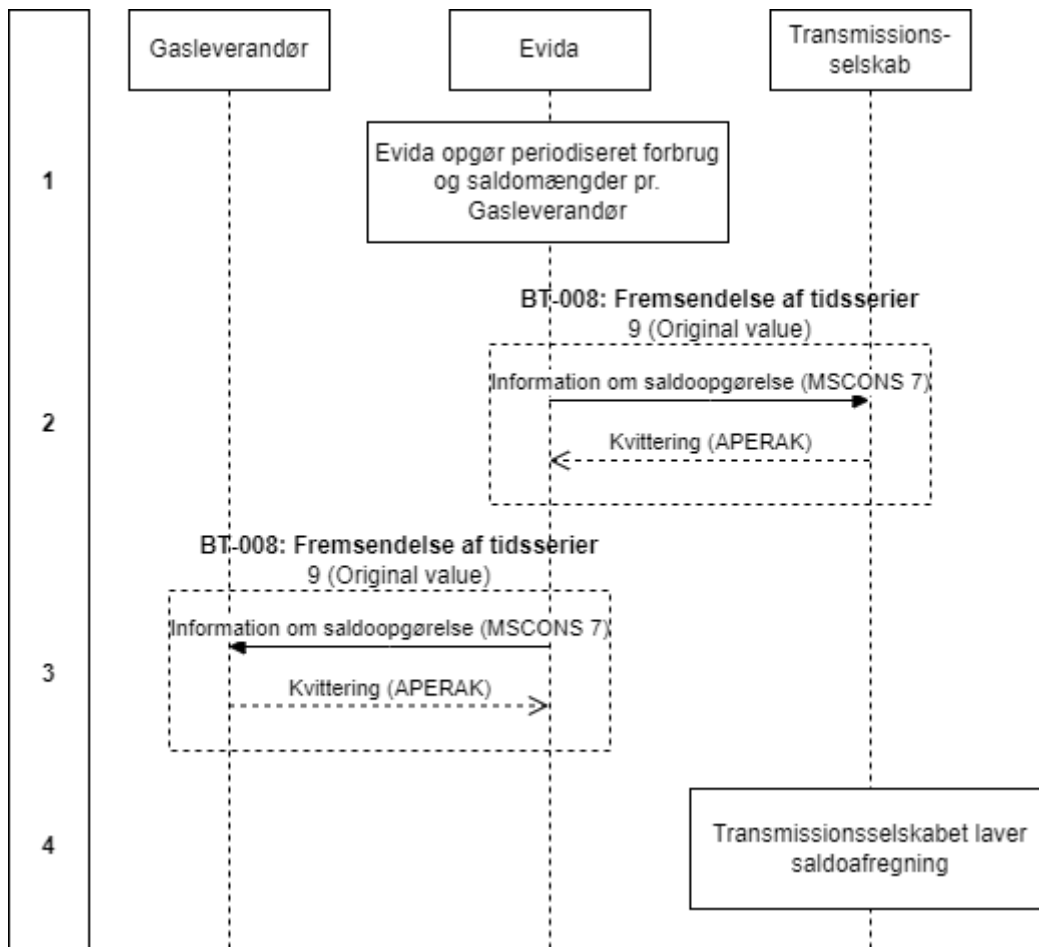 Gasleverandør
Evida
Transmissions-
selskab
1
Evida opgør periodiseret forbrug
og saldomængder pr.
Gasleverandør
BT-008: Fremsendelse af tidsserier
9 (Original value)
2
Information om saldoopgørelse (MSCONS 7)
Kvittering (APERAK)
BT-008: Fremsendelse af tidsserier
9 (Original value)
3
Information om saldoopgørelse (MSCONS 7)
Kvittering (APERAK)
4
Transmissionsselskabet laver
saldoafregning